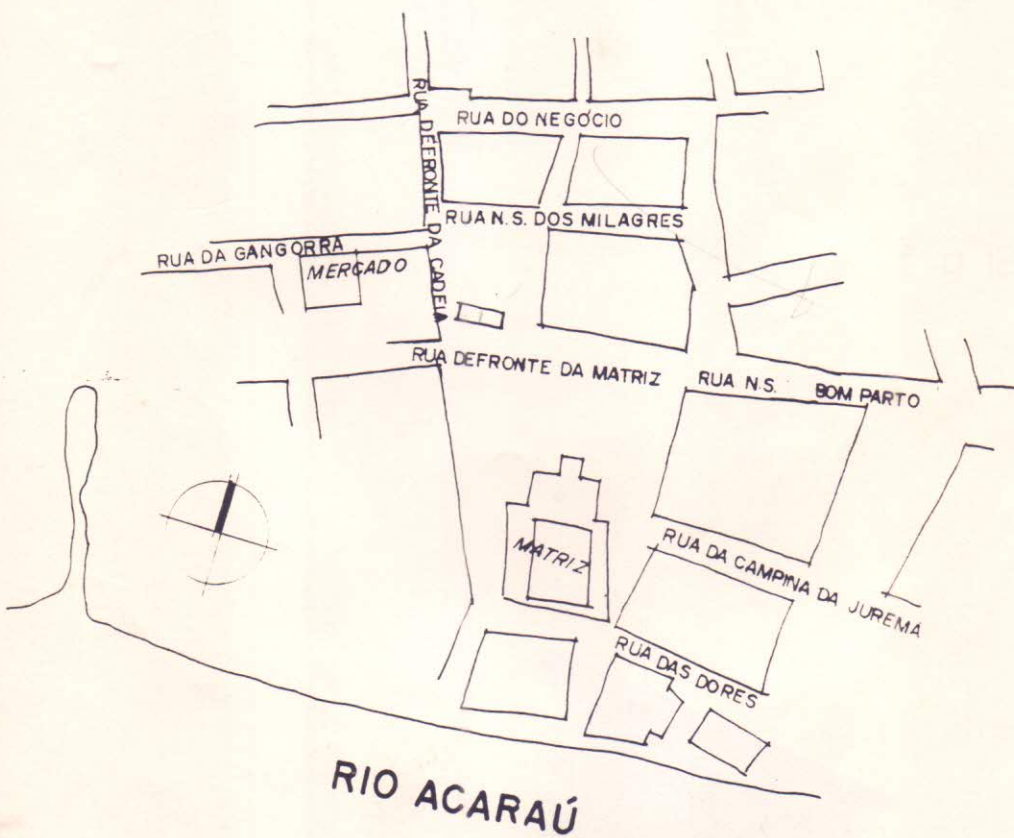 RUA DO NEGÓCIO
RUA DEFRONTE DA CADEIA
RUA N.S. DOS MILAGRES
RUA DA GANGORRA
MERCADO
RUA DEFRONTE DA MATRIZ
RUA N.S. BOM PARTO
MATRIZ
RUA DA CAMPINA DA JUREMA
RUA DAS DORES
RIO ACARAÚ